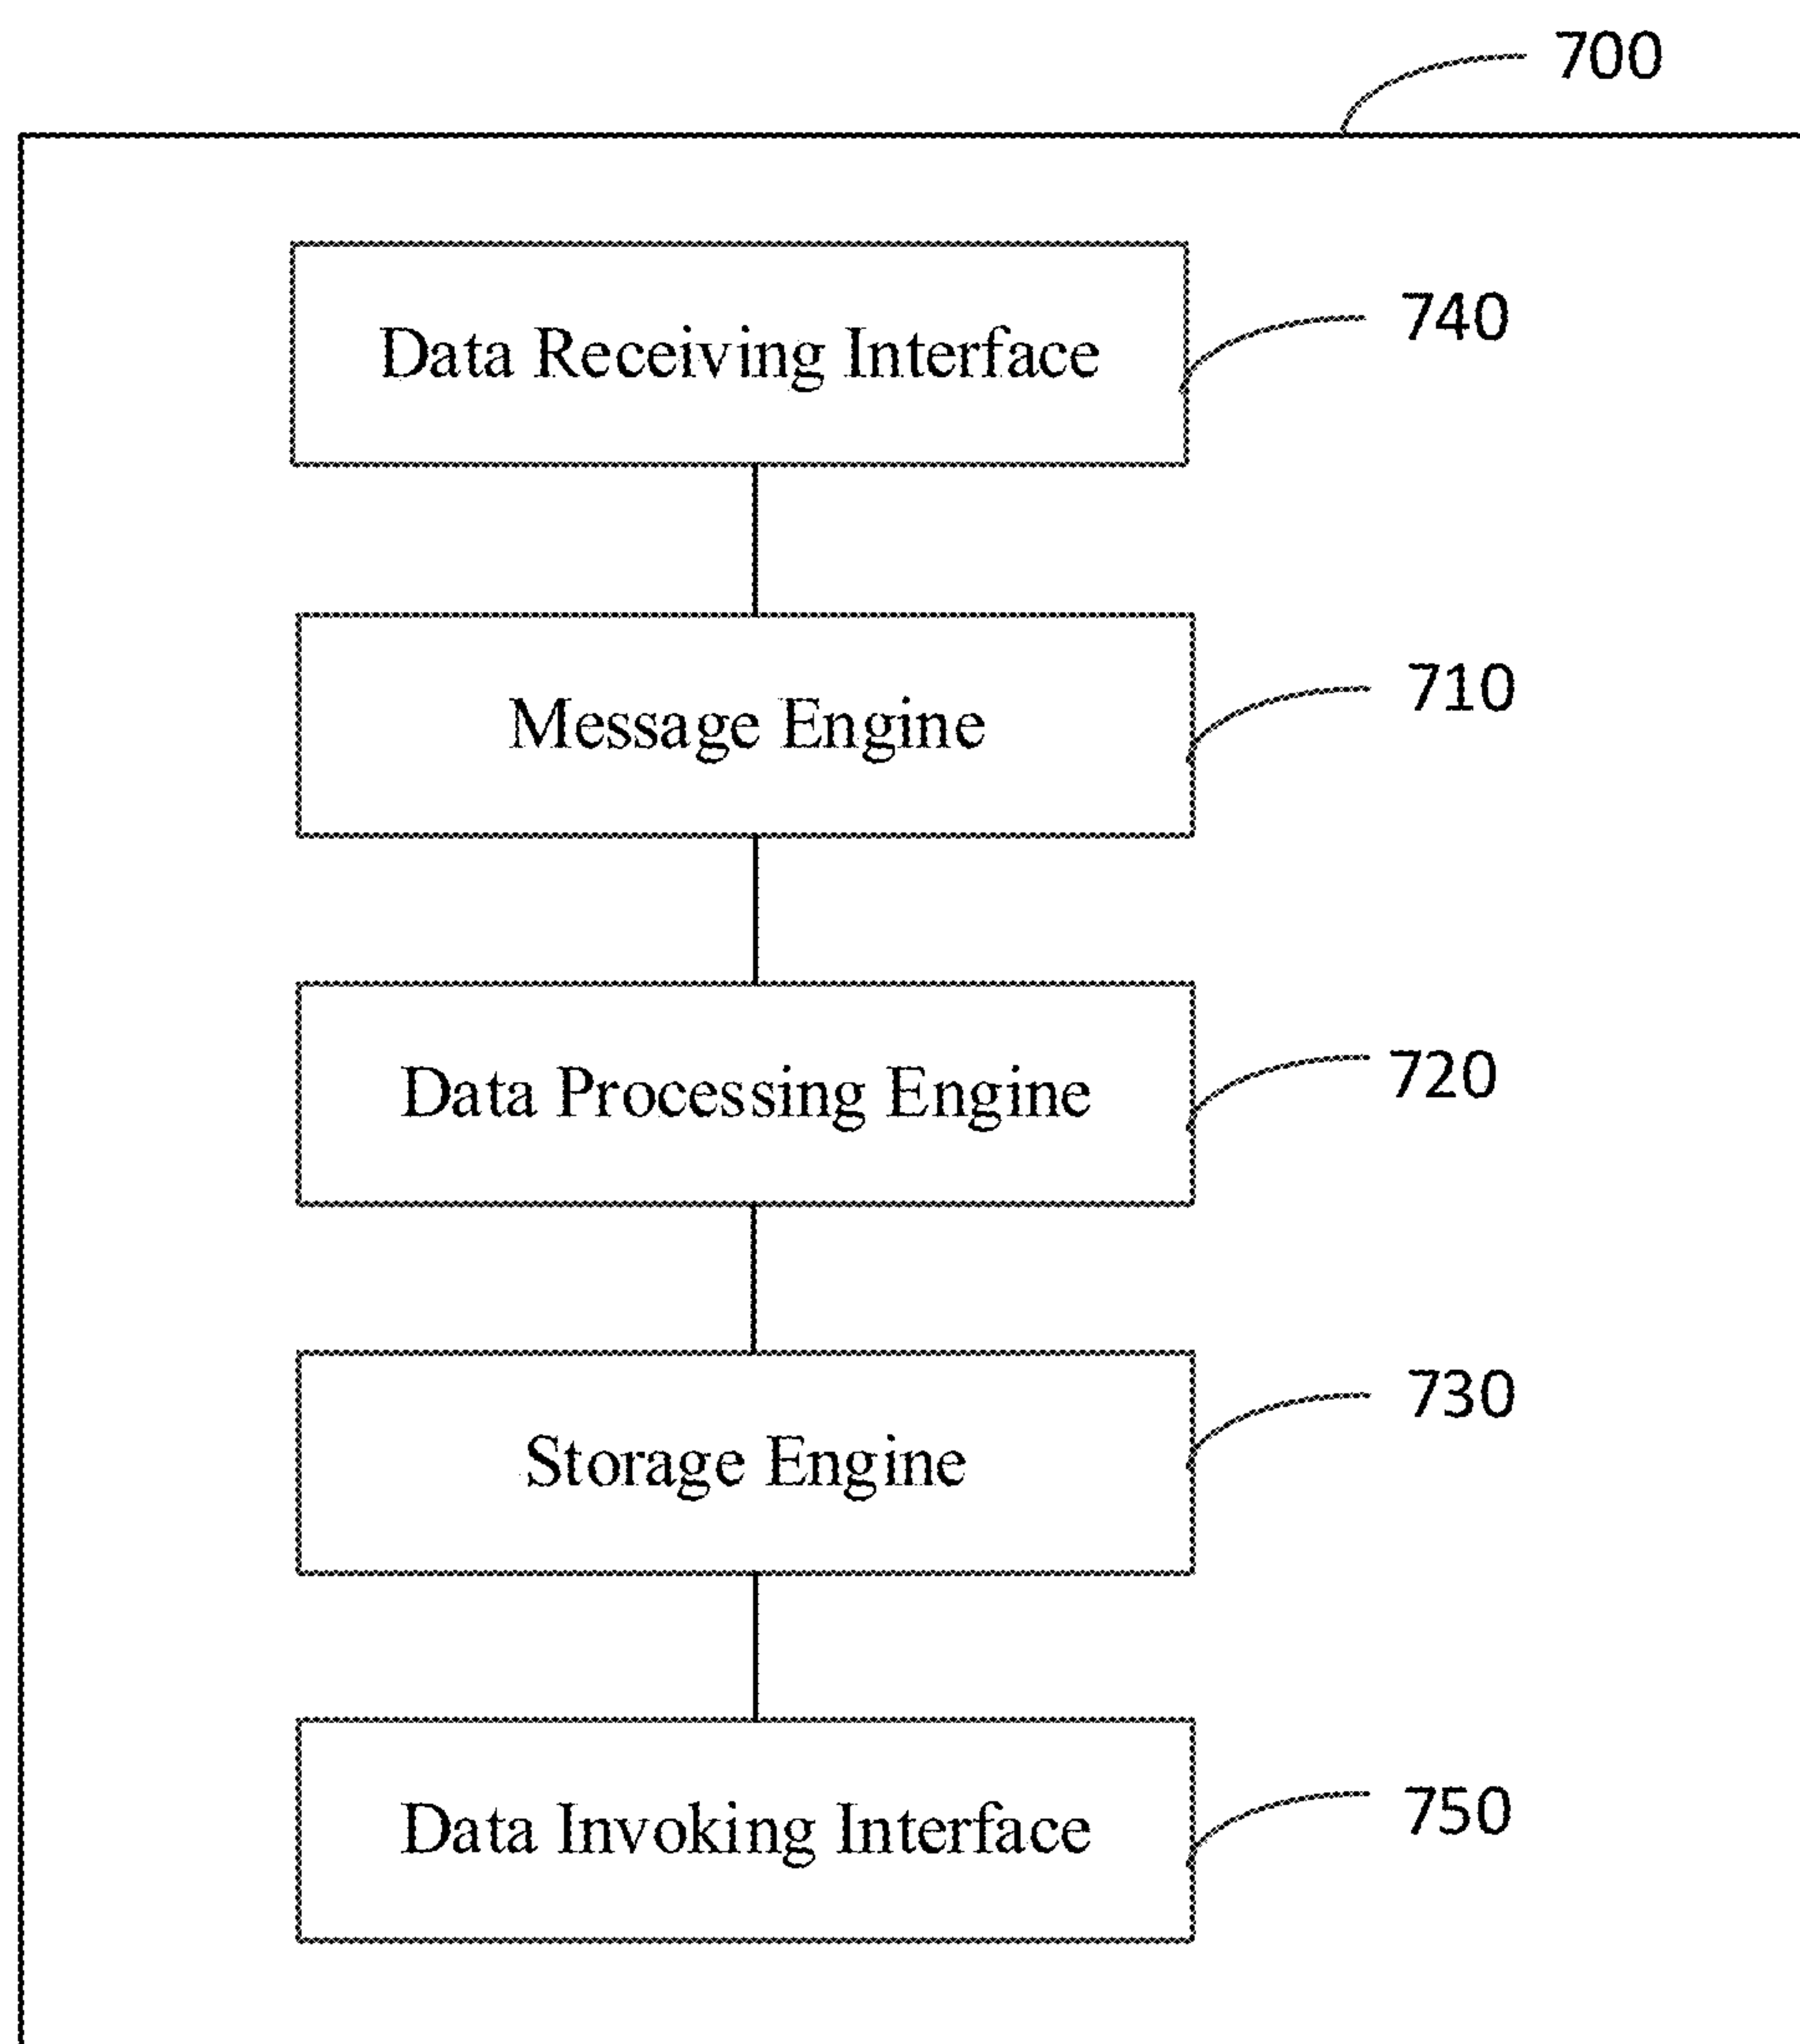 700
Data Receiving Interface
740
Message Engine
710
Data Processing Engine
720
Storage Engine
730
Data Invoking Interface
750